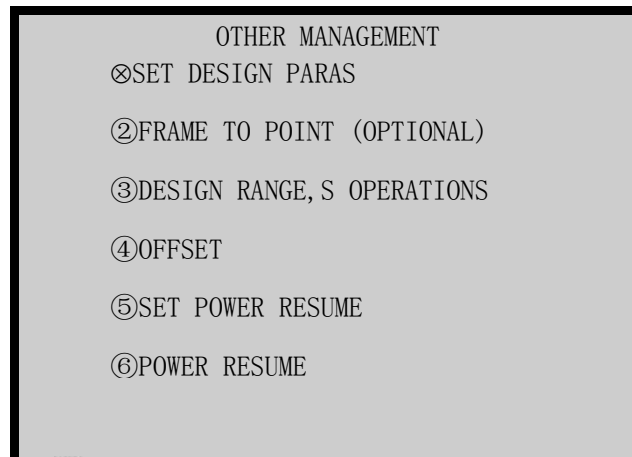 OTHER MANAGEMENT
⊗SET DESIGN PARAS
②FRAME TO POINT (OPTIONAL)
③DESIGN RANGE,S OPERATIONS
④OFFSET
⑤SET POWER RESUME
⑥POWER RESUME